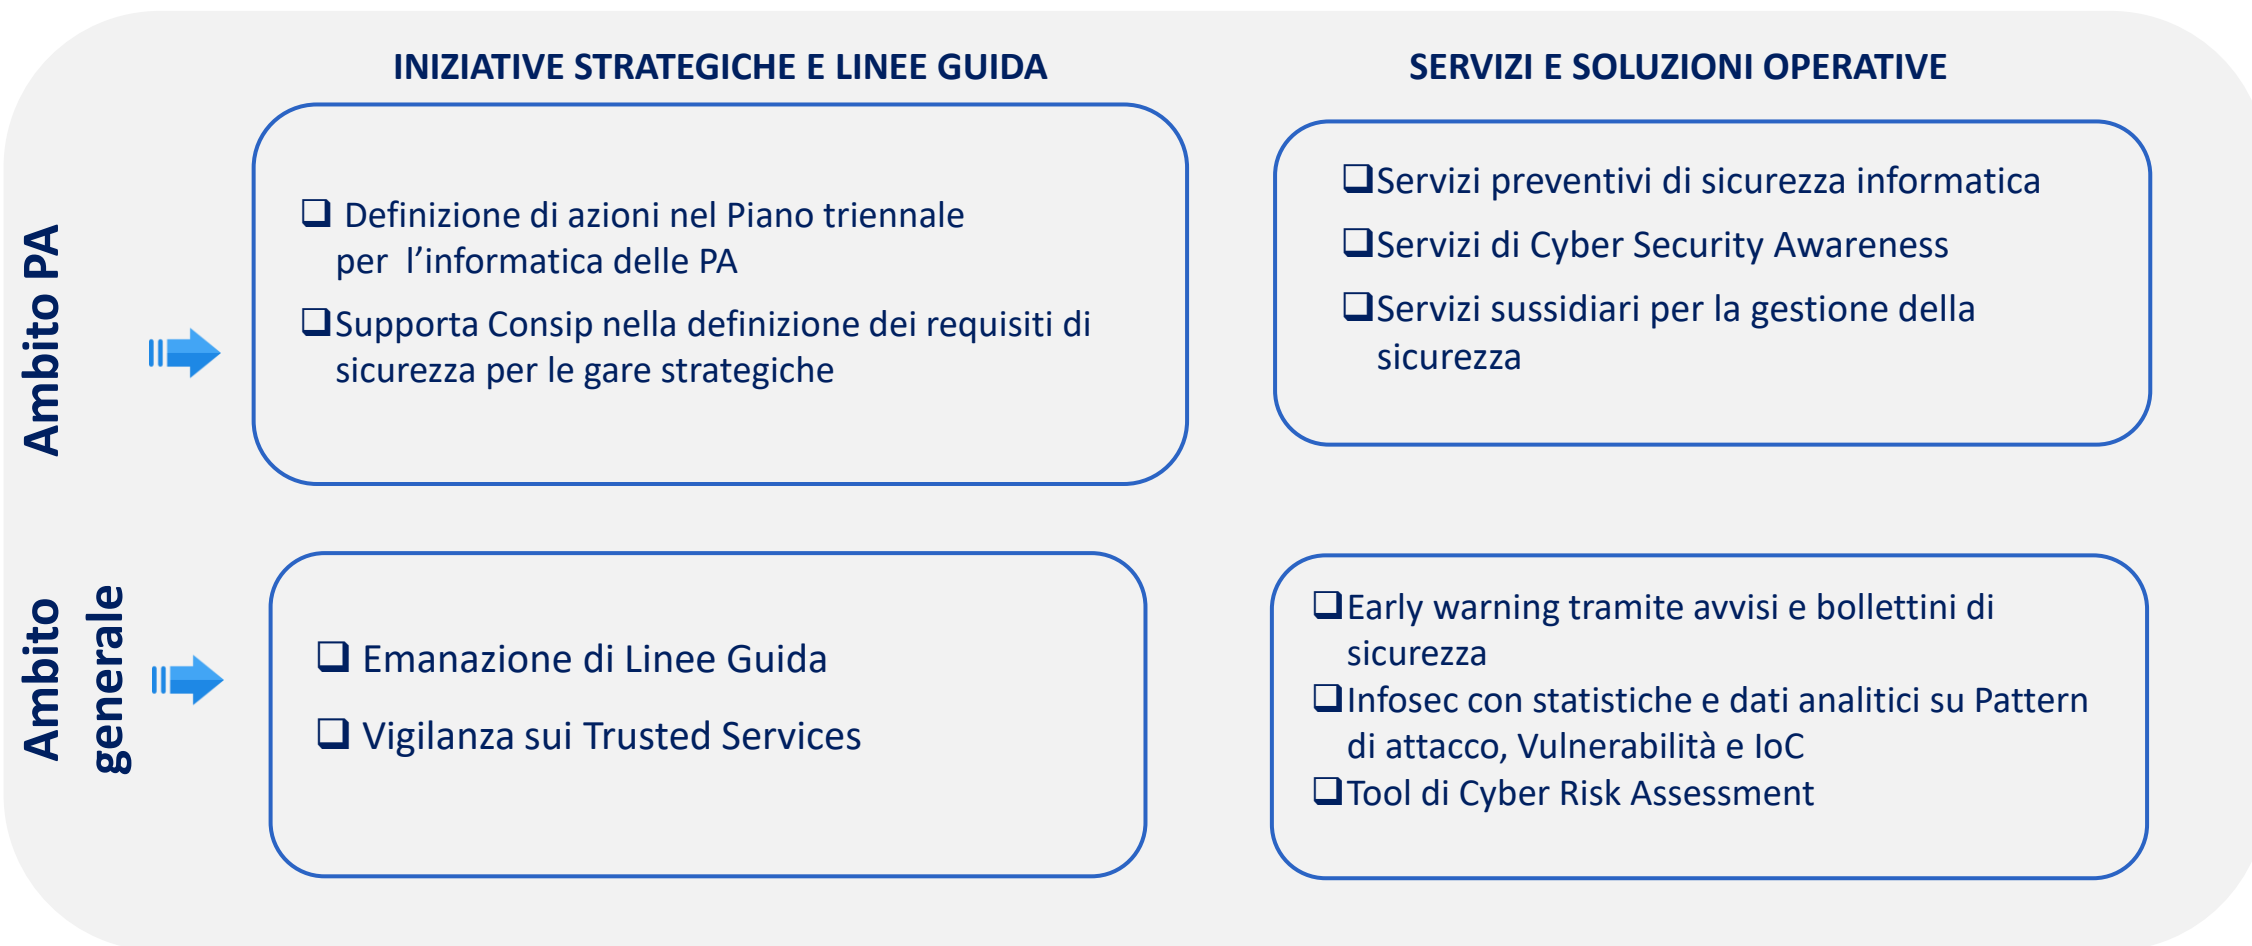 INIZIATIVE STRATEGICHE E LINEE GUIDA
SERVIZI E SOLUZIONI OPERATIVE
Ambito PA
❑ Definizione di azioni nel Piano triennale
per l’informatica delle PA
❑Supporta Consip nella definizione dei requisiti di
sicurezza per le gare strategiche
❑Servizi preventivi di sicurezza informatica
❑Servizi di Cyber Security Awareness
❑Servizi sussidiari per la gestione della
sicurezza
Ambito
generale
❑ Emanazione di Linee Guida
❑ Vigilanza sui Trusted Services
❑Early warning tramite avvisi e bollettini di
sicurezza
❑Infosec con statistiche e dati analitici su Pattern
di attacco, Vulnerabilità e IoC
❑Tool di Cyber Risk Assessment